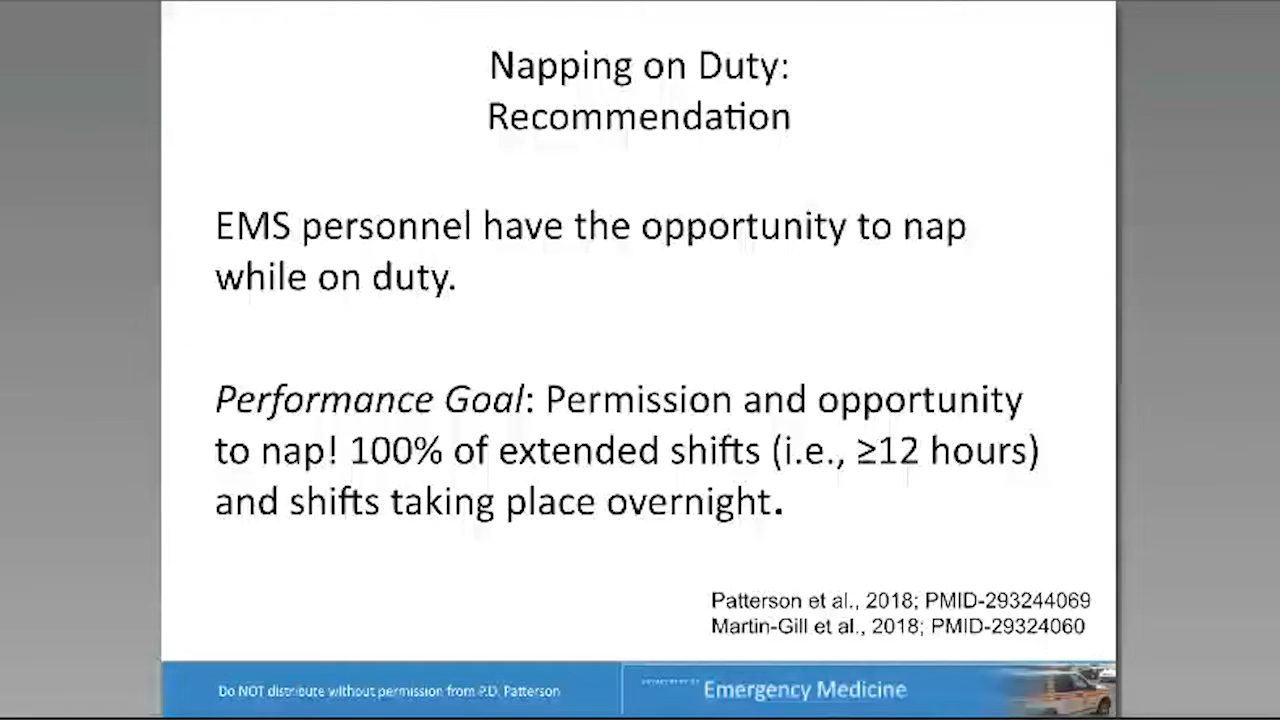 Napping on Duty:
Recommendation
EMS personnel have the opportunity to nap
while on duty.
Performance Goal: Permission and opportunity
to nap! 100% of extended shifts (i.e., ≥12 hours)
and shifts taking place overnight.
Patterson et al., 2018; PMID-293244069
Martin-Gill et al., 2018; PMID-29324060
Do NOT distribute without permission from P.D. Patterson
Emergency Medicine